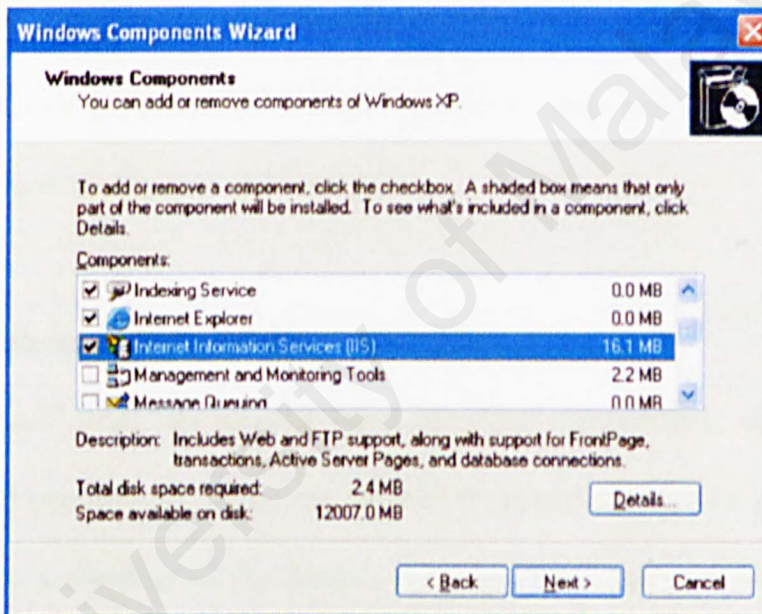 Windows Components Wizard
Windows Components
You can add or remove components of Windows XP.
To add or remove a component, click the checkbox. A shaded box means that only
part of the component will be installed. To see what's included in a component, click
Details.
Components:
Indexing Service 0.0 MB
Internet Explorer 0.0 MB
Internet Information Services (IIS) 16.1 MB
Management and Monitoring Tools 2.2 MB
Message Queuing 0.0 MB
Description: Includes Web and FTP support, along with support for FrontPage,
transactions, Active Server Pages, and database connections.
Total disk space required: 2.4 MB
Space available on disk: 12007.0 MB
Details...
< Back
Next >
Cancel
versity of Mala